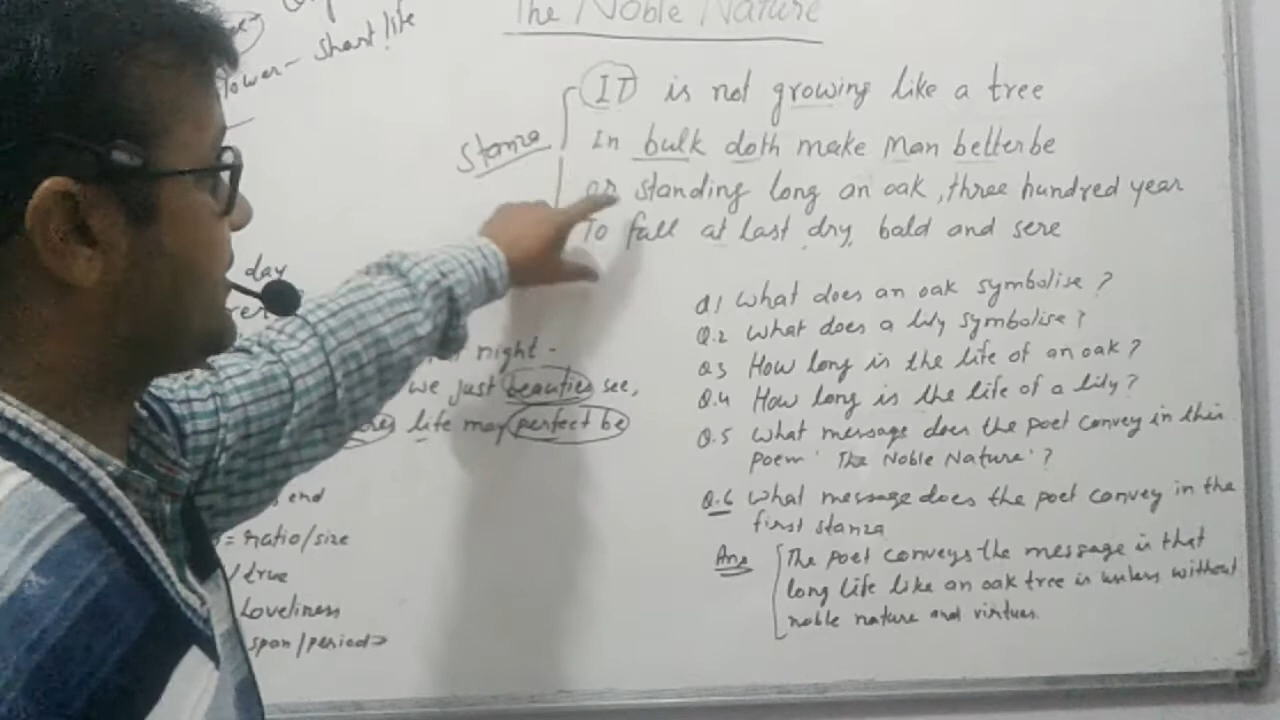 The Noble Nature
short life
IT is not growing like a tree
Stanza
In bulk doth make Man better be
or standing long an oak, three hundred year
To fall at last dry, bald and sere
day
night -
we just beauties see,
life may perfect be
end
= ratio/size
/ true
Loveliness
span/period
Q1 What does an oak symbolise?
Q.2 What does a lily symbolise?
Q3 How long is the life of an oak?
Q.4 How long is the life of a lily?
Q.5 What message does the poet convey in this
poem 'The Noble Nature'?
Q.6 What message does the poet convey in the
first stanza
Ans The poet conveys the message is that
long life like an oak tree is useless without
noble nature and virtues.